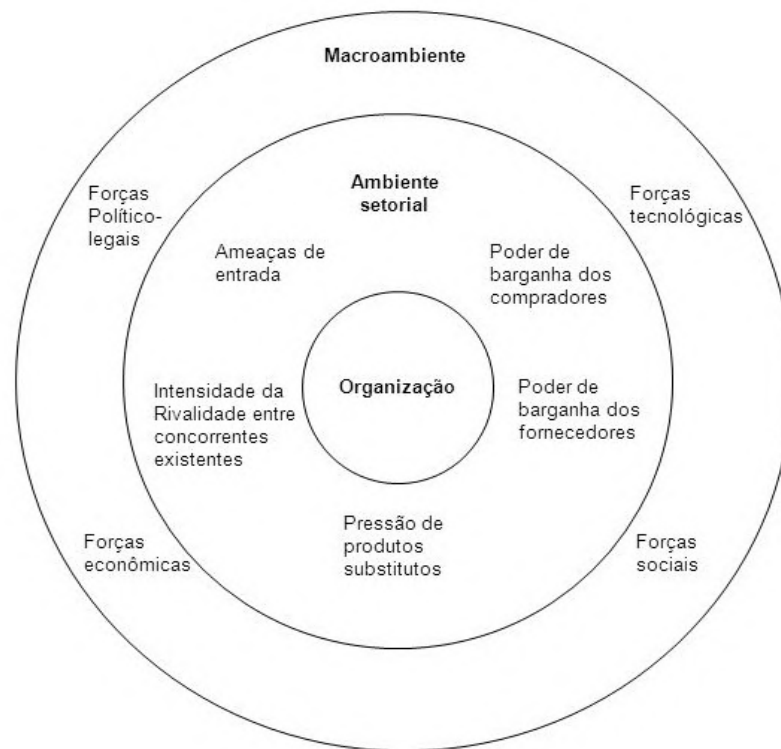 Macroambiente
Forças
Político-
legais
Forças
tecnológicas
Ambiente
setorial
Ameaças de
entrada
Poder de
barganha dos
compradores
Organização
Intensidade da
Rivalidade entre
concorrentes
existentes
Poder de
barganha dos
fornecedores
Pressão de
produtos
substitutos
Forças
econômicas
Forças
sociais